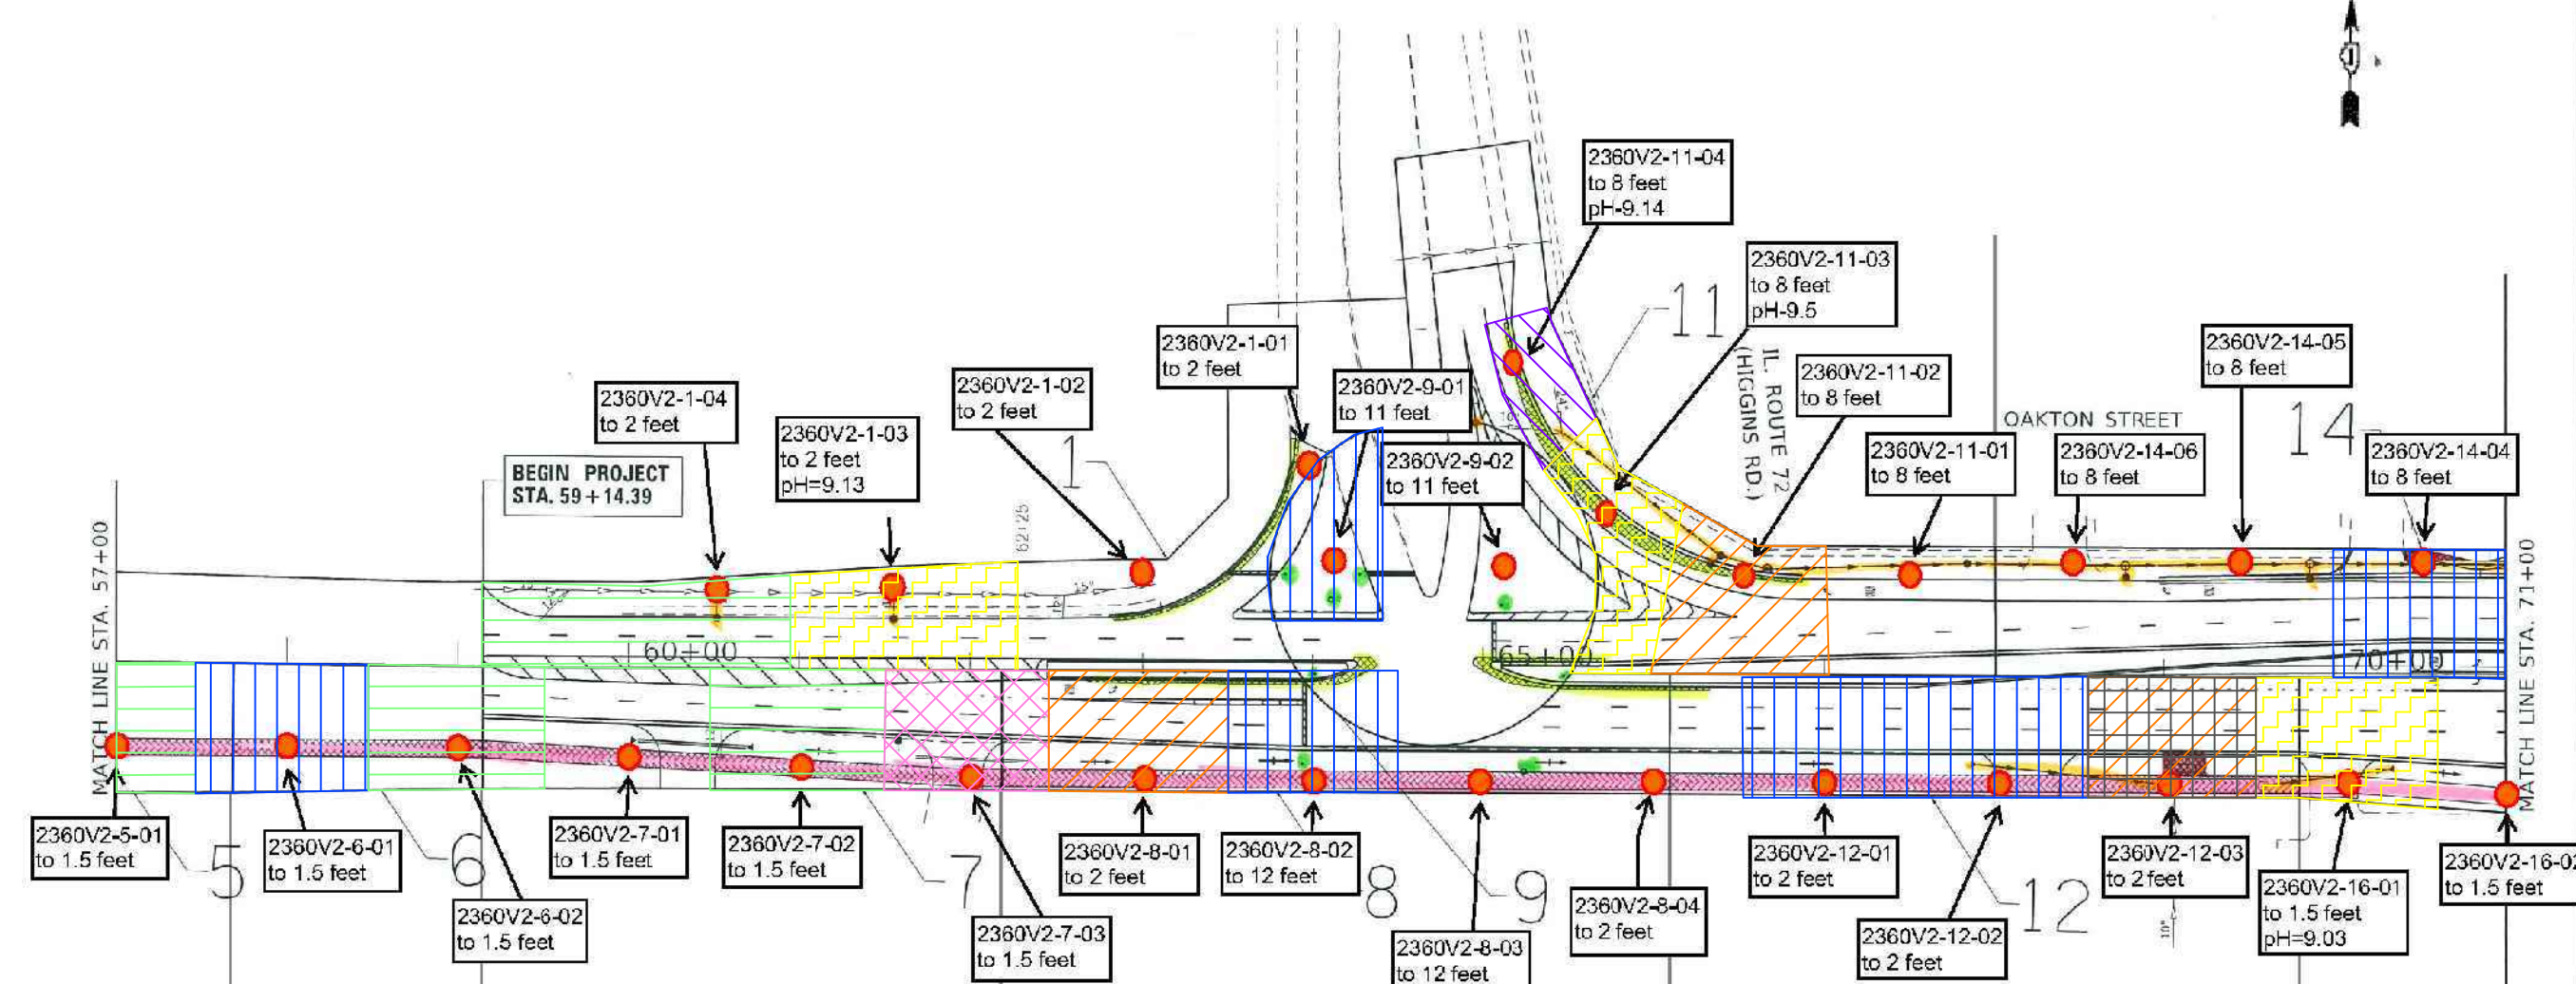 2360V2-11-04
to 8 feet
pH-9.14
2360V2-11-03
to 8 feet
pH-9.5
11
IL. ROUTE 72
(HIGGINS RD.)
2360V2-1-01
to 2 feet
2360V2-14-05
to 8 feet
2360V2-1-04
to 2 feet
2360V2-1-02
to 2 feet
2360V2-9-01
to 11 feet
2360V2-11-02
to 8 feet
2360V2-1-03
to 2 feet
pH=9.13
1
2360V2-9-02
to 11 feet
2360V2-11-01
to 8 feet
OAKTON STREET
2360V2-14-06
to 8 feet
14
2360V2-14-04
to 8 feet
BEGIN PROJECT
STA. 59+14.39
62+25
MATCH LINE STA. 57+00
MATCH LINE STA. 71+00
12"
15"
60+00
65+00
70+00
2360V2-5-01
to 1.5 feet
5
2360V2-6-01
to 1.5 feet
6
2360V2-6-02
to 1.5 feet
2360V2-7-01
to 1.5 feet
2360V2-7-02
to 1.5 feet
7
2360V2-7-03
to 1.5 feet
2360V2-8-01
to 2 feet
2360V2-8-02
to 12 feet
8
2360V2-8-03
to 12 feet
9
2360V2-8-04
to 2 feet
2360V2-12-01
to 2 feet
2360V2-12-02
to 2 feet
12
2360V2-12-03
to 2 feet
10"
2360V2-16-01
to 1.5 feet
pH=9.03
2360V2-16-02
to 1.5 feet